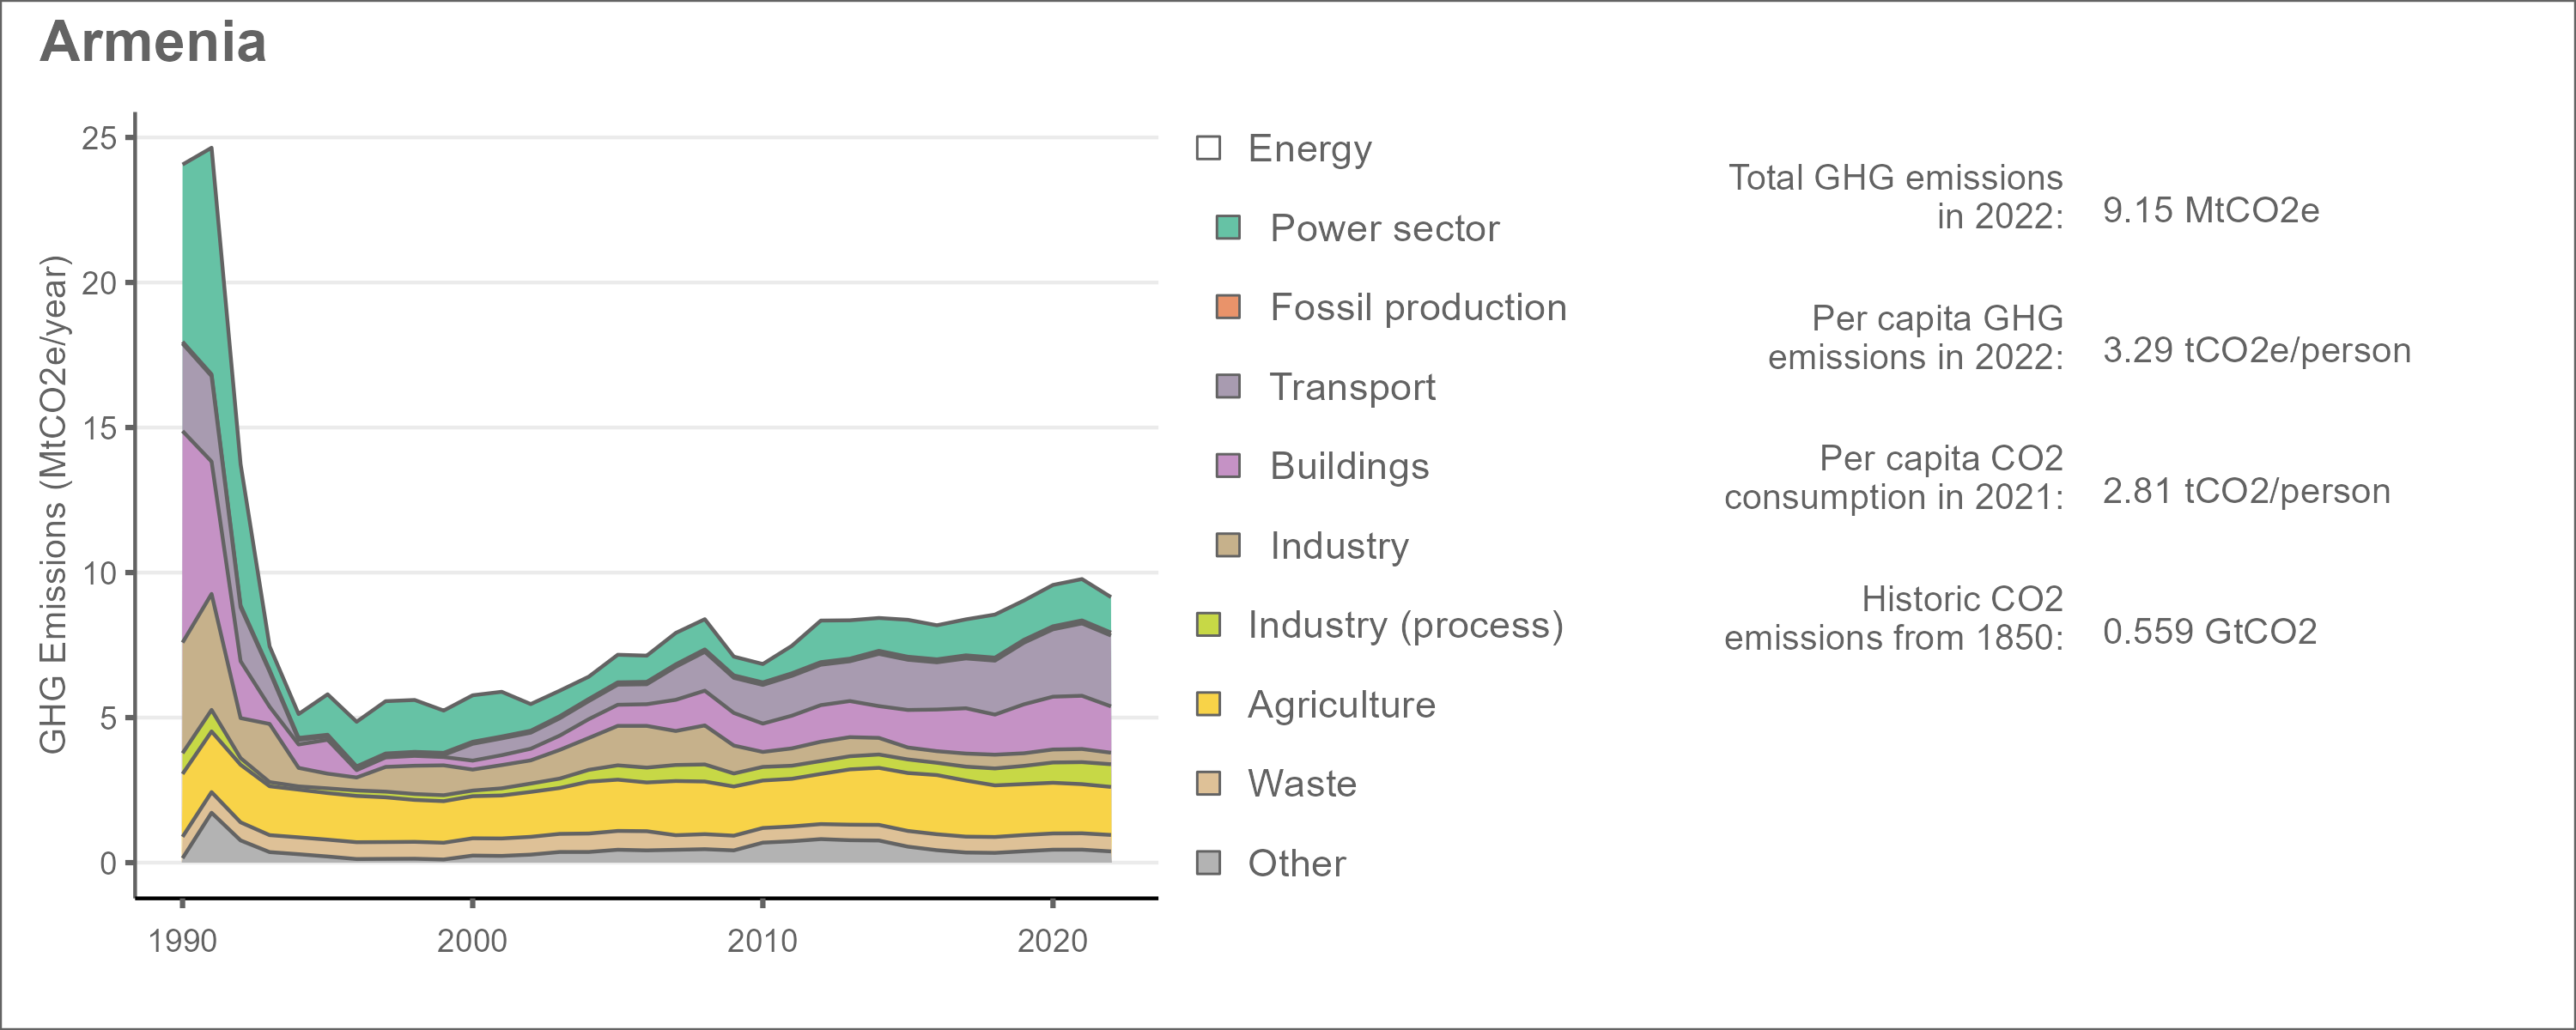 Armenia
GHG Emissions (MtCO2e/year)
25
20
15
10
5
0
1990
2000
2010
2020
Energy
Power sector
Fossil production
Transport
Buildings
Industry
Industry (process)
Agriculture
Waste
Other
Total GHG emissions
in 2022:
9.15 MtCO2e
Per capita GHG
emissions in 2022:
3.29 tCO2e/person
Per capita CO2
consumption in 2021:
2.81 tCO2/person
Historic CO2
emissions from 1850:
0.559 GtCO2